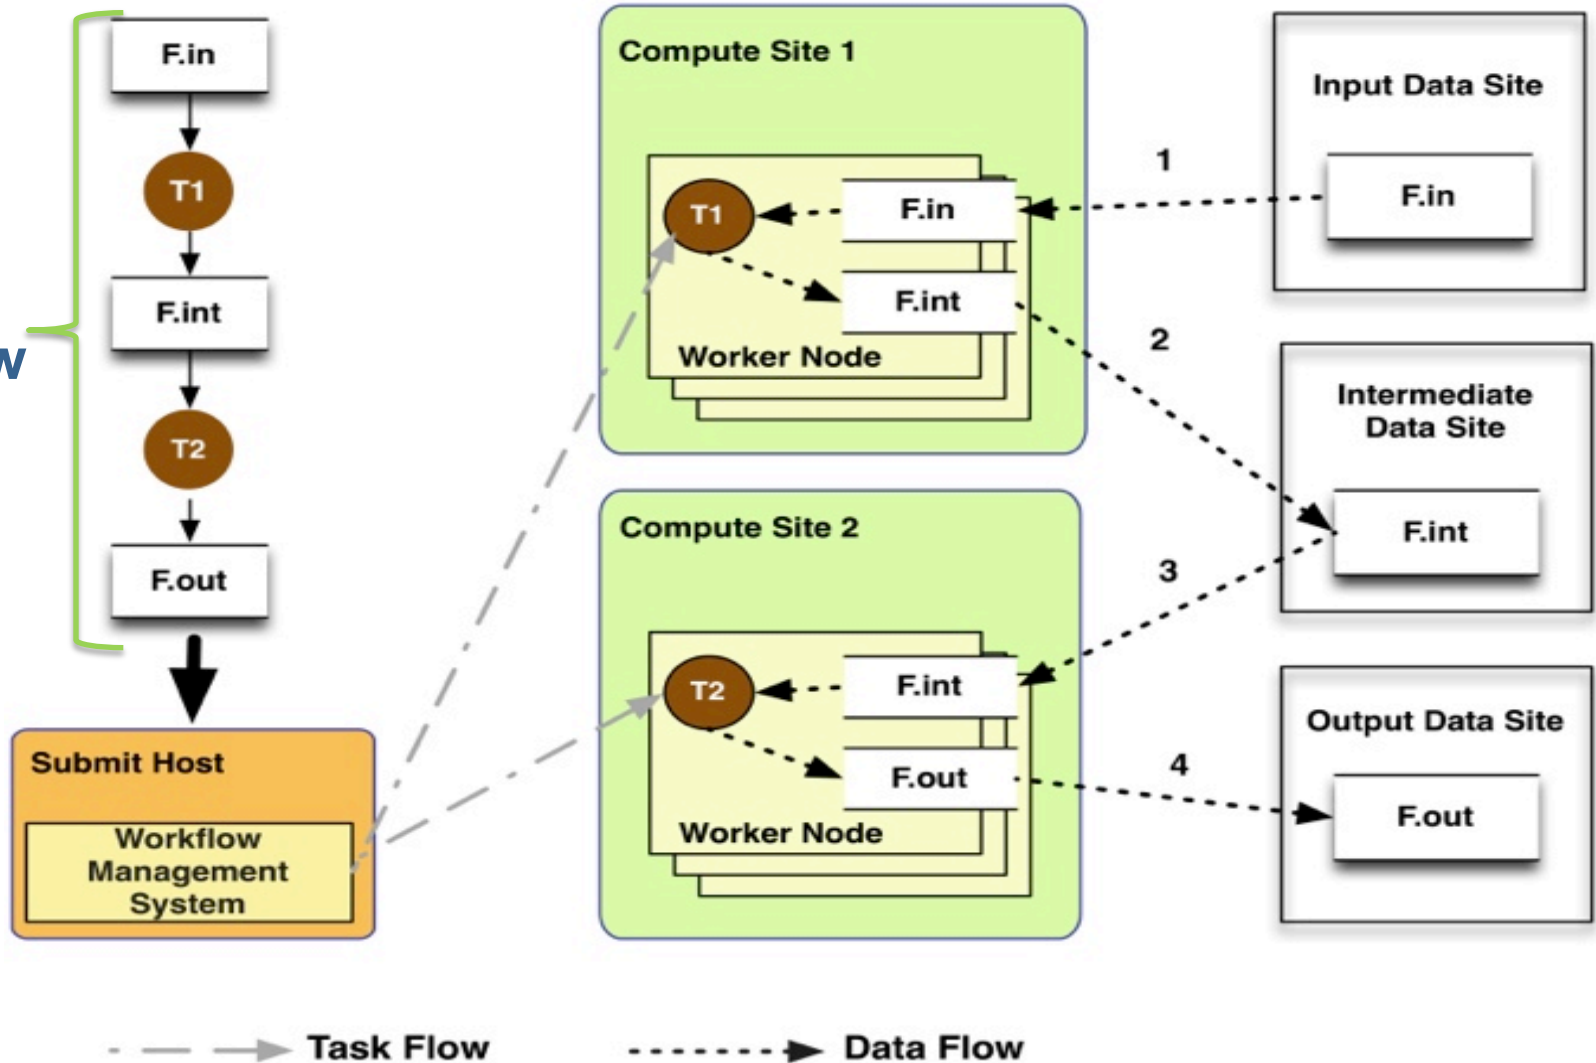 F.in
T1
F.int
T2
F.out
Submit Host
Workflow
Management
System
Compute Site 1
T1
F.in
F.int
Worker Node
Compute Site 2
T2
F.int
F.out
Worker Node
1
2
3
4
Input Data Site
F.in
Intermediate
Data Site
F.int
Output Data Site
F.out
Task Flow
Data Flow